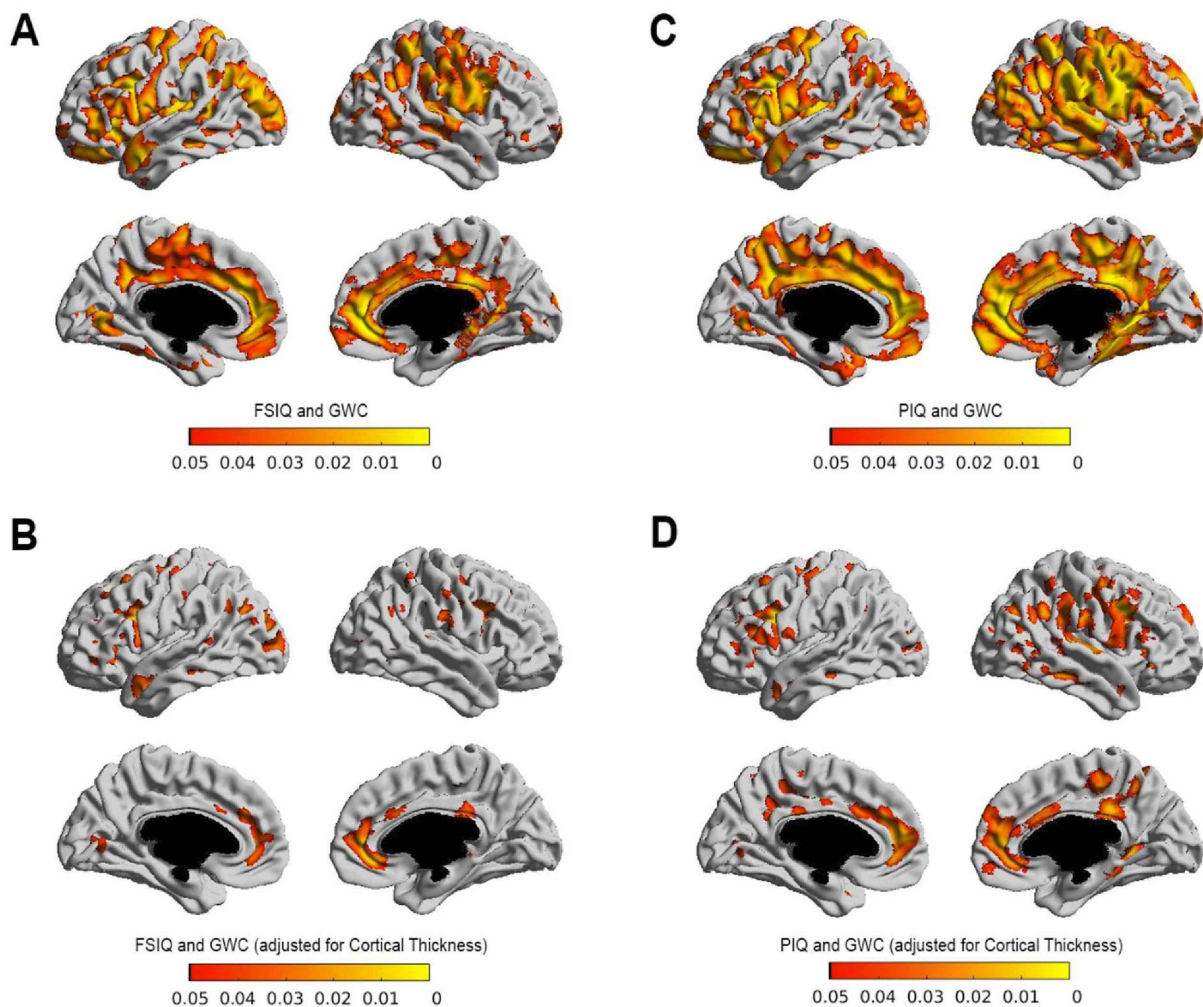 A
C
FSIQ and GWC
0.05 0.04 0.03 0.02 0.01 0
PIQ and GWC
0.05 0.04 0.03 0.02 0.01 0
B
D
FSIQ and GWC (adjusted for Cortical Thickness)
0.05 0.04 0.03 0.02 0.01 0
PIQ and GWC (adjusted for Cortical Thickness)
0.05 0.04 0.03 0.02 0.01 0